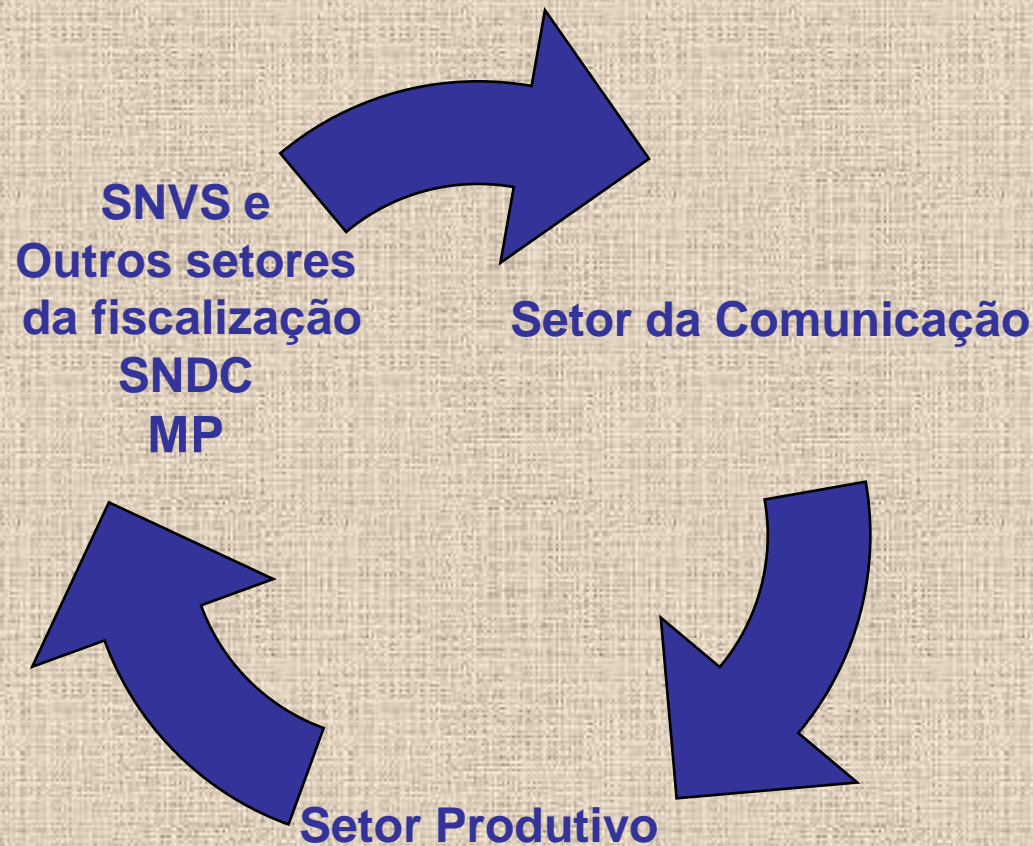 SNVS e
Outros setores
da fiscalização
SNDC
MP
Setor da Comunicação
Setor Produtivo